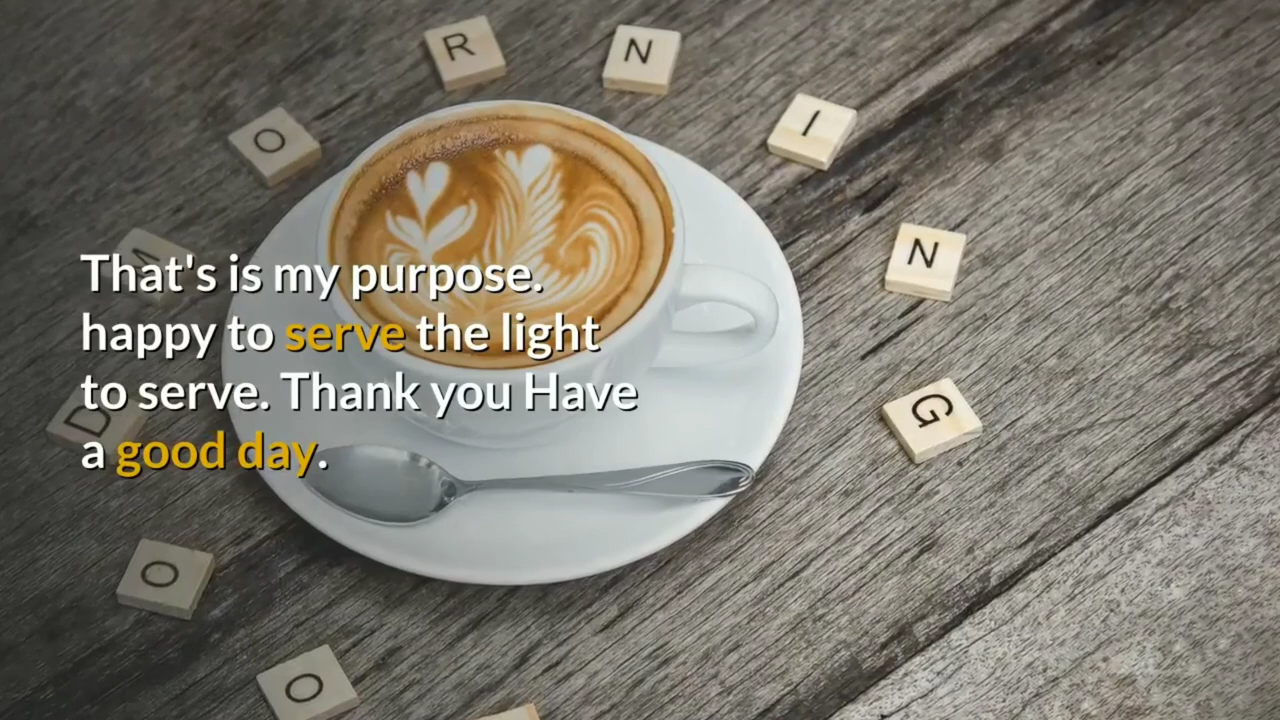 R
N
I
O
N
That's is my purpose.
happy to serve the light
to serve. Thank you Have
a good day.
G
D
O
O